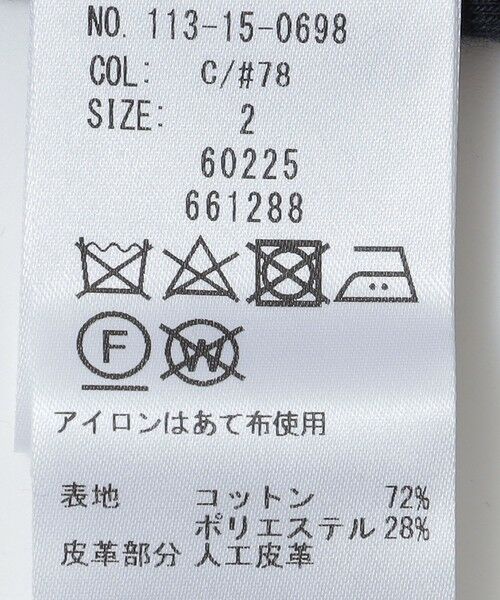 NO. 113-15-0698
COL: C/#78
SIZE: 2
60225
661288
F W
アイロンはあて布使用
表地 コットン 72%
ポリエステル 28%
皮革部分 人工皮革